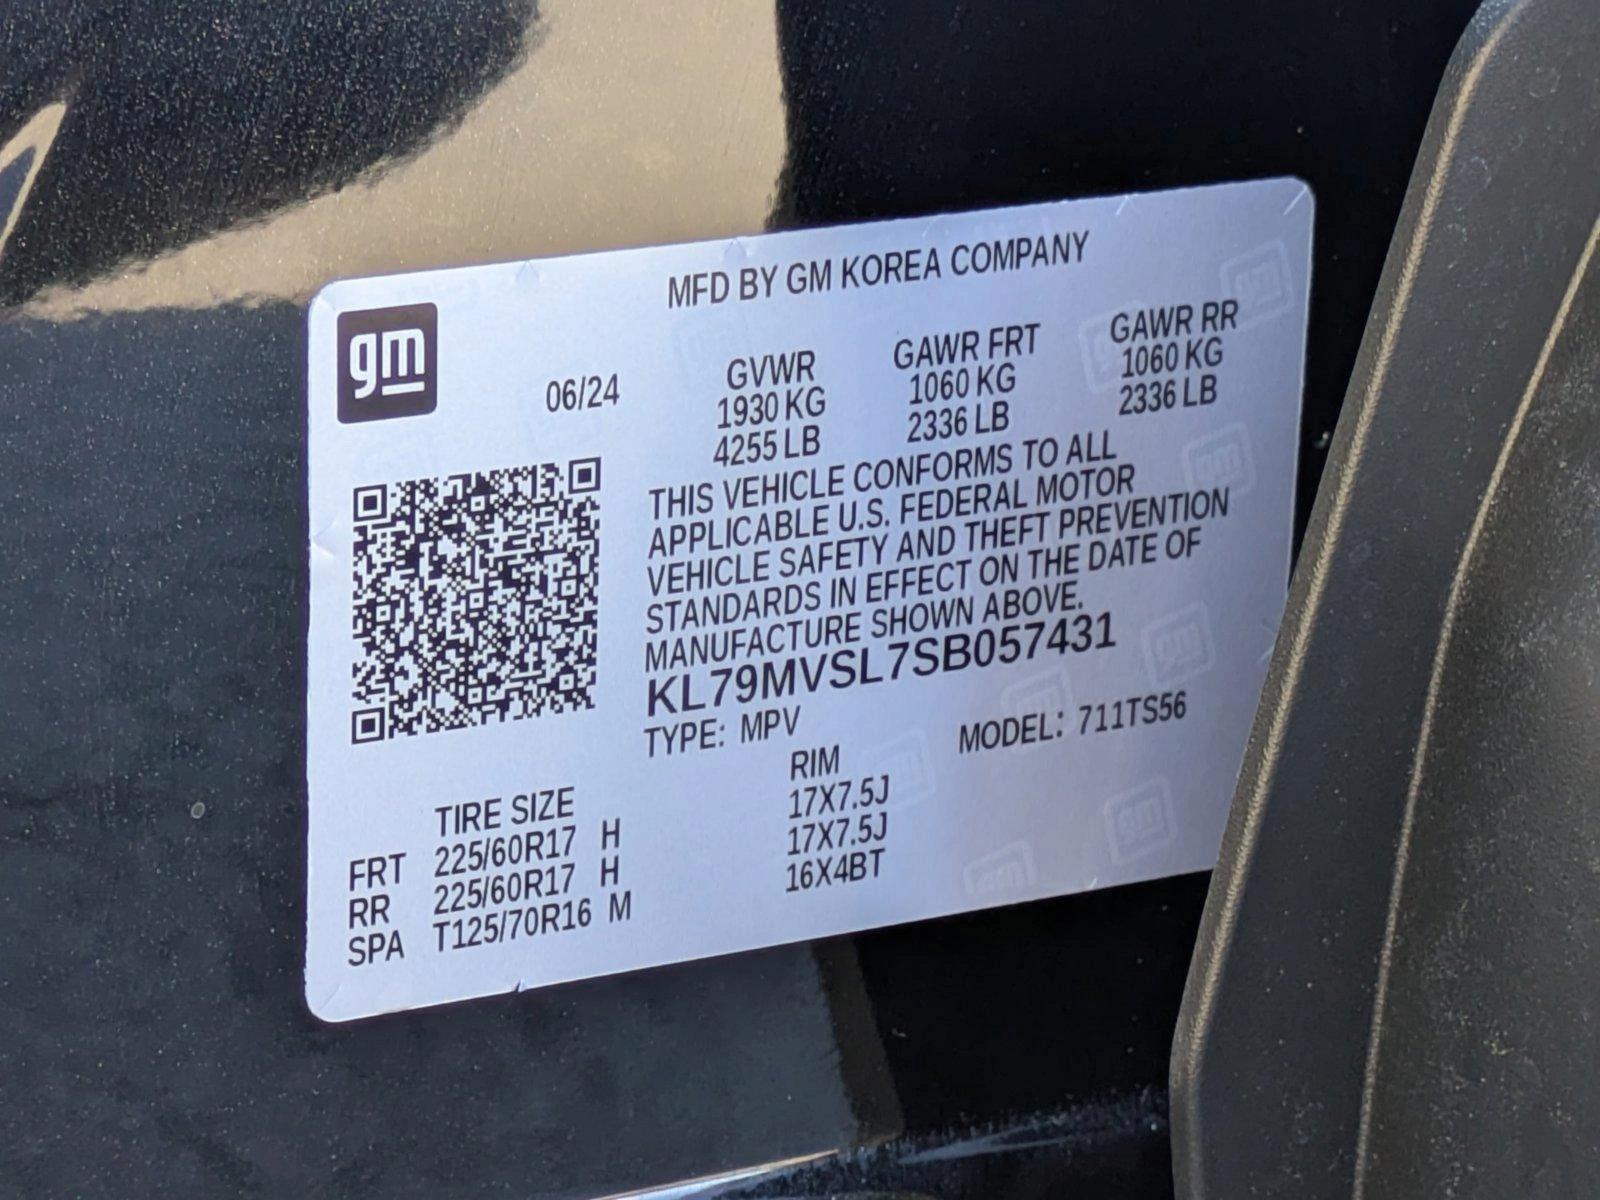 MFD BY GM KOREA COMPANY
gm
06/24
GVWR GAWR FRT GAWR RR
1930 KG 1060 KG 1060 KG
4255 LB 2336 LB 2336 LB
THIS VEHICLE CONFORMS TO ALL
APPLICABLE U.S. FEDERAL MOTOR
VEHICLE SAFETY AND THEFT PREVENTION
STANDARDS IN EFFECT ON THE DATE OF
MANUFACTURE SHOWN ABOVE.
KL79MVSL7SB057431
TYPE: MPV MODEL: 711TS56
TIRE SIZE RIM
FRT 225/60R17 H 17X7.5J
RR 225/60R17 H 17X7.5J
SPA T125/70R16 M 16X4BT